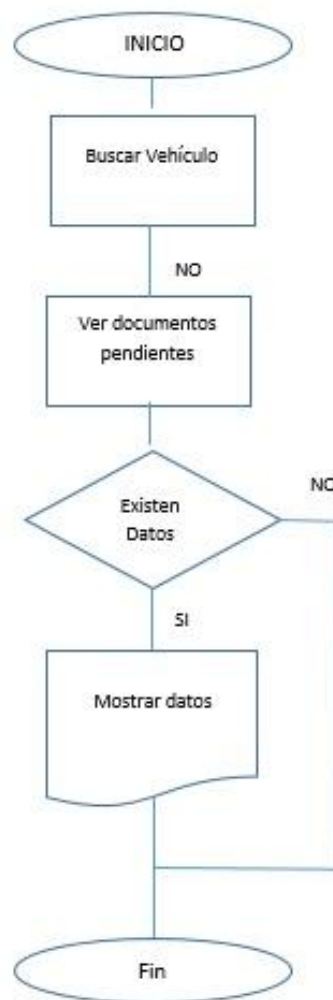 INICIO
Buscar Vehículo
NO
Ver documentos
pendientes
Existen
Datos
NO
SI
Mostrar datos
Fin